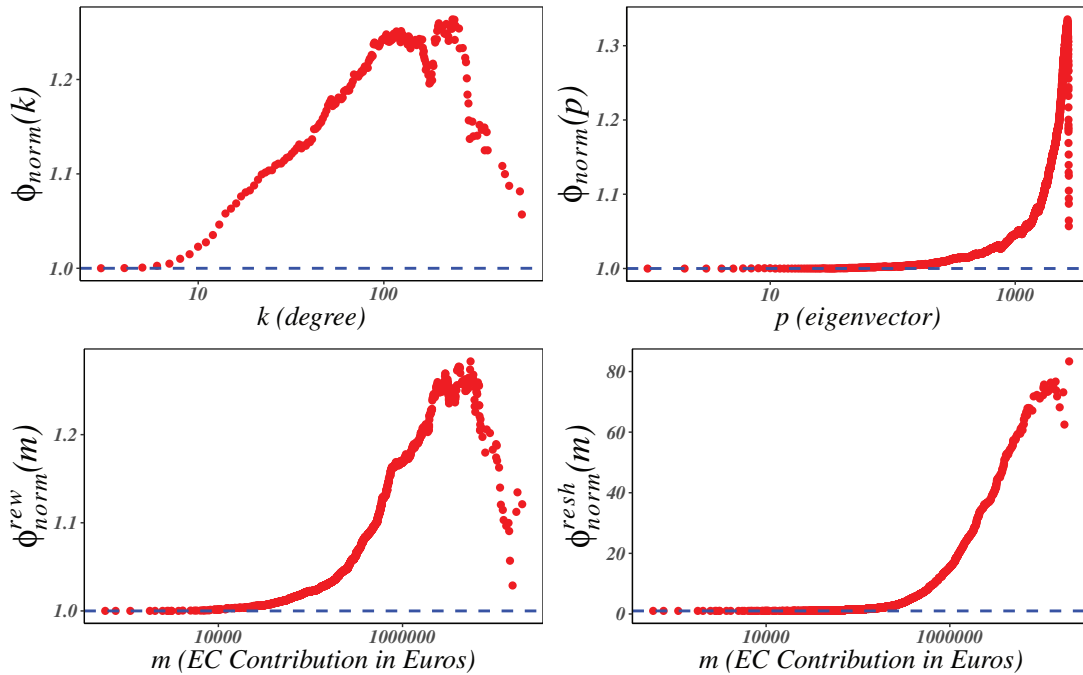 ϕnorm(k)
1.2
1.1
1.0
10 100
k (degree)
ϕnorm(p)
1.3
1.2
1.1
1.0
10 1000
p (eigenvector)
ϕ^rew_norm(m)
1.2
1.1
1.0
10000 1000000
m (EC Contribution in Euros)
ϕ^resh_norm(m)
80
60
40
20
0
10000 1000000
m (EC Contribution in Euros)